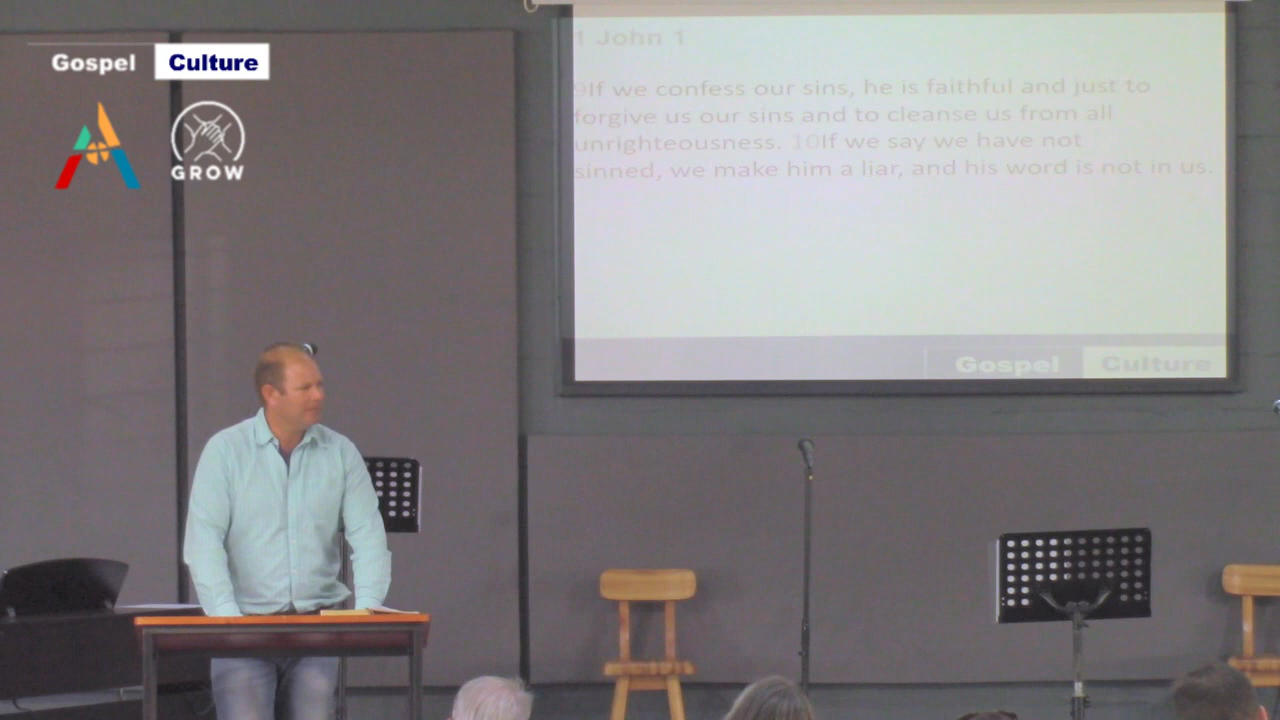 Gospel Culture
GROW
1 John 1
9If we confess our sins, he is faithful and just to
forgive us our sins and to cleanse us from all
unrighteousness. 10If we say we have not
sinned, we make him a liar, and his word is not in us.
Gospel Culture